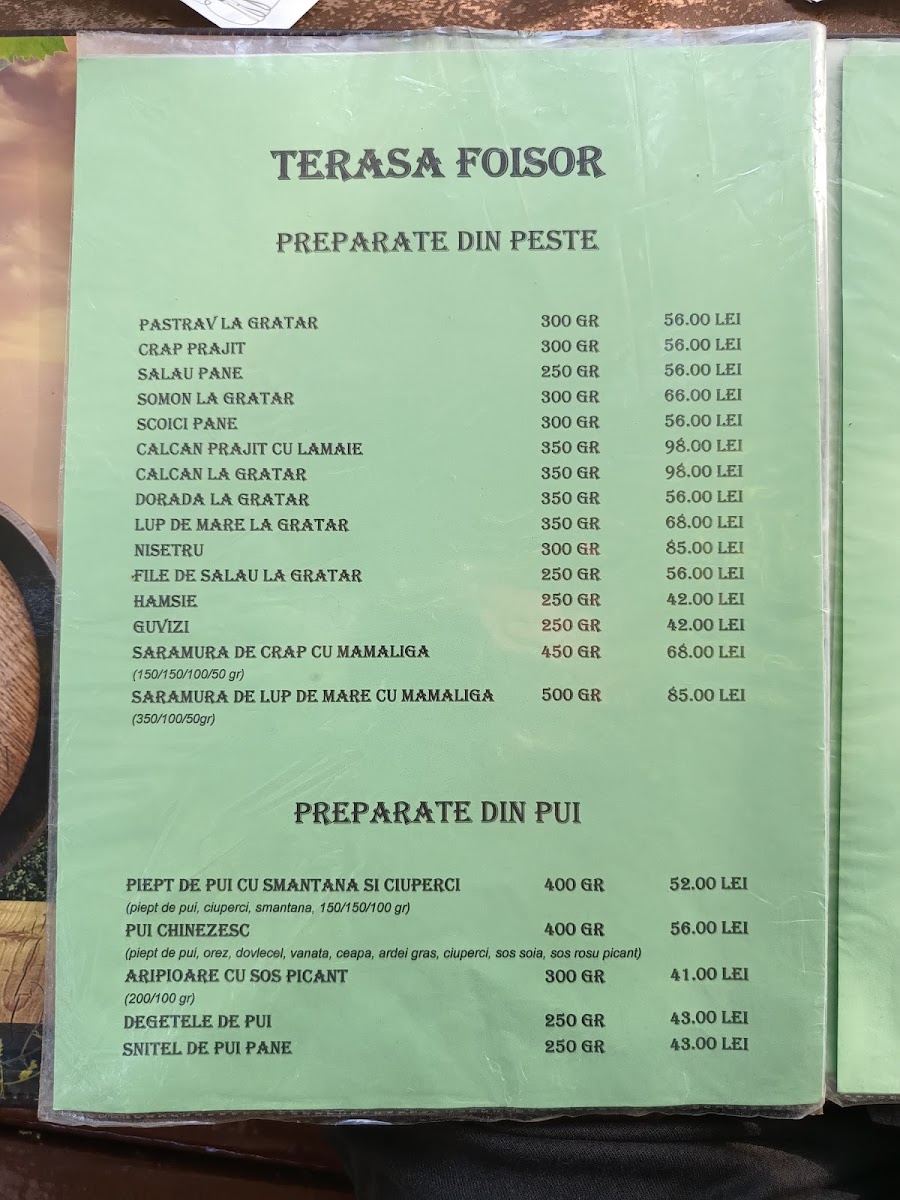 TERASA FOISOR
PREPARATE DIN PESTE
PASTRAV LA GRATAR 300 GR 56.00 LEI
CRAP PRAJIT 300 GR 56.00 LEI
SALAU PANE 250 GR 56.00 LEI
SOMON LA GRATAR 300 GR 66.00 LEI
SCOICI PANE 300 GR 56.00 LEI
CALCAN PRAJIT CU LAMAIE 350 GR 98.00 LEI
CALCAN LA GRATAR 350 GR 98.00 LEI
DORADA LA GRATAR 350 GR 56.00 LEI
LUP DE MARE LA GRATAR 350 GR 68.00 LEI
NISETRU 300 GR 85.00 LEI
FILE DE SALAU LA GRATAR 250 GR 56.00 LEI
HAMSIE 250 GR 42.00 LEI
GUVIZI 250 GR 42.00 LEI
SARAMURA DE CRAP CU MAMALIGA 450 GR 68.00 LEI
(150/150/100/50 gr)
SARAMURA DE LUP DE MARE CU MAMALIGA 500 GR 85.00 LEI
(350/100/50gr)
PREPARATE DIN PUI
PIEPT DE PUI CU SMANTANA SI CIUPERCI 400 GR 52.00 LEI
(piept de pui, ciuperci, smantana, 150/150/100 gr)
PUI CHINEZESC 400 GR 56.00 LEI
(piept de pui, orez, dovlecel, vanata, ceapa, ardei gras, ciuperci, sos soia, sos rosu picant)
ARIPIOARE CU SOS PICANT 300 GR 41.00 LEI
(200/100 gr)
DEGETELE DE PUI 250 GR 43.00 LEI
SNITEL DE PUI PANE 250 GR 43.00 LEI